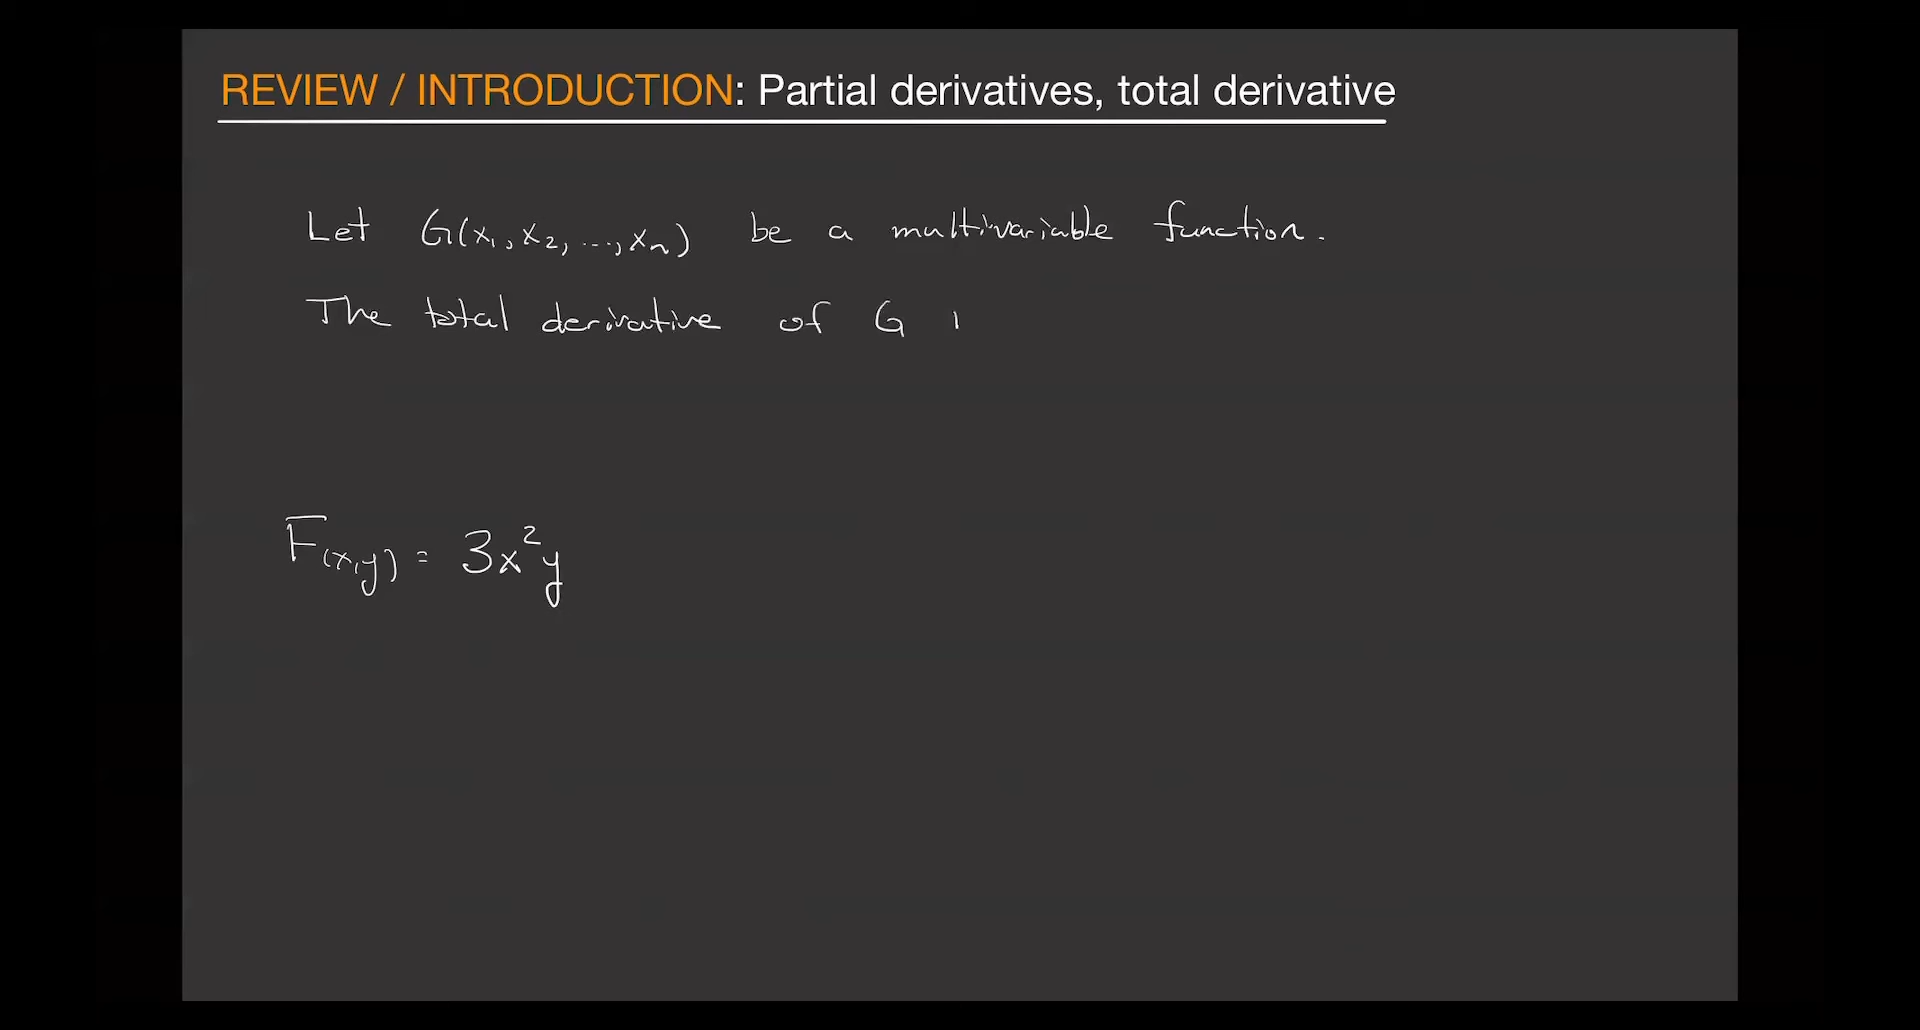 REVIEW / INTRODUCTION: Partial derivatives, total derivative
Let G(x₁, x₂, ..., xₙ) be a multivariable function.
The total derivative of G
F(x,y) = 3x²y